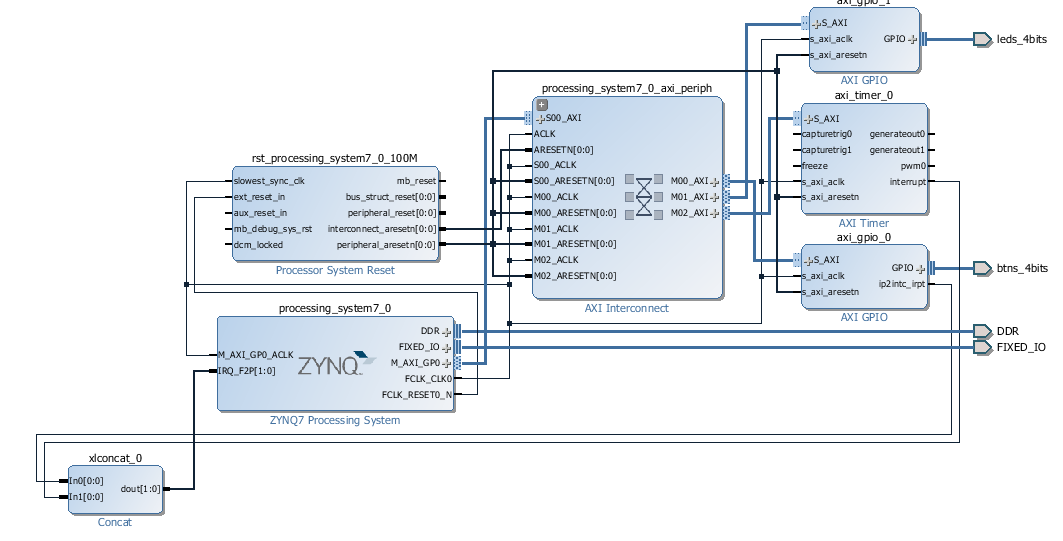 axi_gpio_1
S_AXI
s_axi_aclk
s_axi_aresetn
GPIO
AXI GPIO
leds_4bits
axi_timer_0
S_AXI
capturetrig0
capturetrig1
freeze
s_axi_aclk
s_axi_aresetn
generateout0
generateout1
pwm0
interrupt
AXI Timer
processing_system7_0_axi_periph
S00_AXI
ACLK
ARESETN[0:0]
S00_ACLK
S00_ARESETN[0:0]
M00_ACLK
M00_ARESETN[0:0]
M01_ACLK
M01_ARESETN[0:0]
M02_ACLK
M02_ARESETN[0:0]
M00_AXI
M01_AXI
M02_AXI
AXI Interconnect
rst_processing_system7_0_100M
slowest_sync_clk
ext_reset_in
aux_reset_in
mb_debug_sys_rst
dcm_locked
mb_reset
bus_struct_reset[0:0]
peripheral_reset[0:0]
interconnect_aresetn[0:0]
peripheral_aresetn[0:0]
Processor System Reset
axi_gpio_0
S_AXI
s_axi_aclk
s_axi_aresetn
GPIO
ip2intc_irpt
AXI GPIO
btns_4bits
processing_system7_0
M_AXI_GP0_ACLK
IRQ_F2P[1:0]
ZYNQ
DDR
FIXED_IO
M_AXI_GP0
FCLK_CLK0
FCLK_RESET0_N
ZYNQ7 Processing System
DDR
FIXED_IO
xlconcat_0
In0[0:0]
In1[0:0]
dout[1:0]
Concat